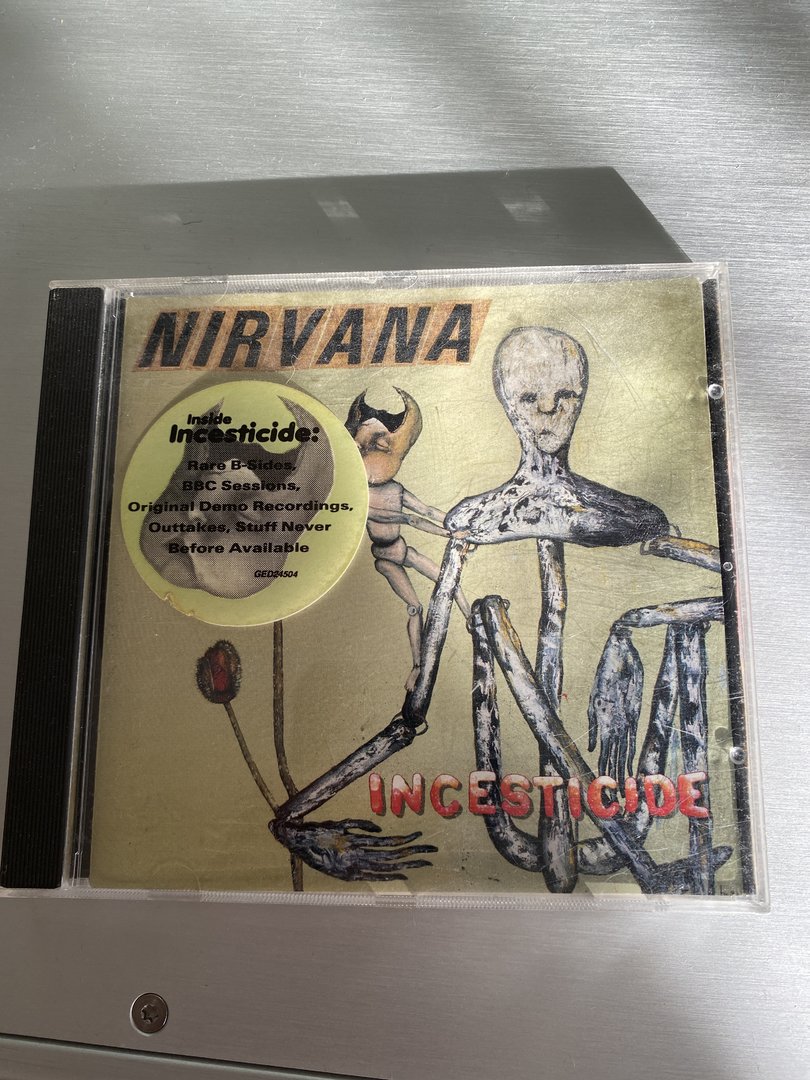 NIRVANA
Inside
Incesticide:
Rare B-Sides,
BBC Sessions,
Original Demo Recordings,
Outtakes, Stuff Never
Before Available
GED24504
INCESTICIDE